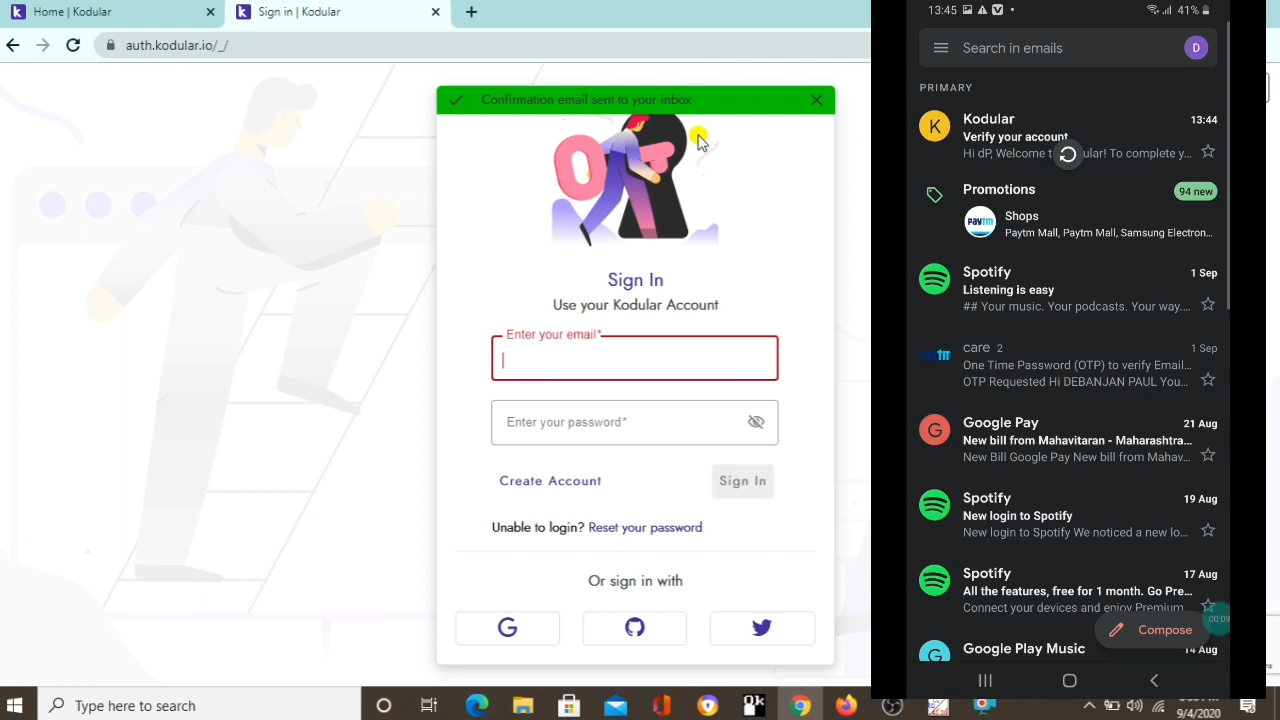 Home | Kodular
Sign in | Kodular
auth.kodular.io/_/
Confirmation email sent to your inbox
Sign In
Use your Kodular Account
Enter your email*
Enter your password*
Create Account
Sign In
Unable to login? Reset your password
Or sign in with
Type here to search
9/4/2020
13:45
41%
Search in emails
D
PRIMARY
K
Kodular
13:44
Verify your account
Hi dP, Welcome t ular! To complete y...
Promotions
94 new
Shops
Paytm Mall, Paytm Mall, Samsung Electron...
Spotify
1 Sep
Listening is easy
## Your music. Your podcasts. Your way....
care 2
1 Sep
One Time Password (OTP) to verify Email...
OTP Requested Hi DEBANJAN PAUL You...
G
Google Pay
21 Aug
New bill from Mahavitaran - Maharashtra...
New Bill Google Pay New bill from Mahav...
Spotify
19 Aug
New login to Spotify
New login to Spotify We noticed a new lo...
Spotify
17 Aug
All the features, free for 1 month. Go Pre...
Connect your devices and enjoy Premium
00:09
Compose
G
Google Play Music
14 Aug